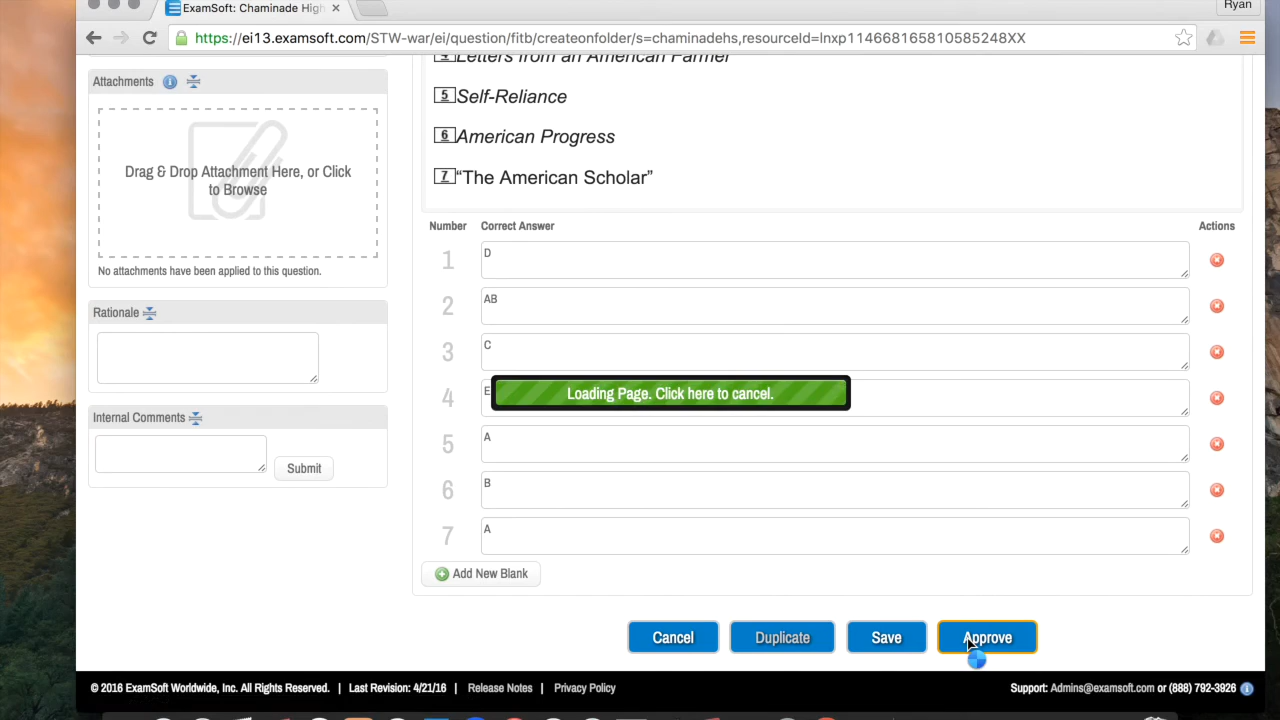 ExamSoft: Chaminade High
Ryan
https://ei13.examsoft.com/STW-war/ei/question/fitb/createonfolder/s=chaminadehs,resourceId=lnxp114668165810585248XX
Attachments
Drag & Drop Attachment Here, or Click
to Browse
No attachments have been applied to this question.
Rationale
Internal Comments
Submit
4 Letters from an American Farmer
5 Self-Reliance
6 American Progress
7 “The American Scholar”
Number Correct Answer Actions
1 D
2 AB
3 C
4 E
Loading Page. Click here to cancel.
5 A
6 B
7 A
Add New Blank
Cancel Duplicate Save Approve
© 2016 ExamSoft Worldwide, Inc. All Rights Reserved. | Last Revision: 4/21/16 | Release Notes | Privacy Policy
Support: Admins@examsoft.com or (888) 792-3926